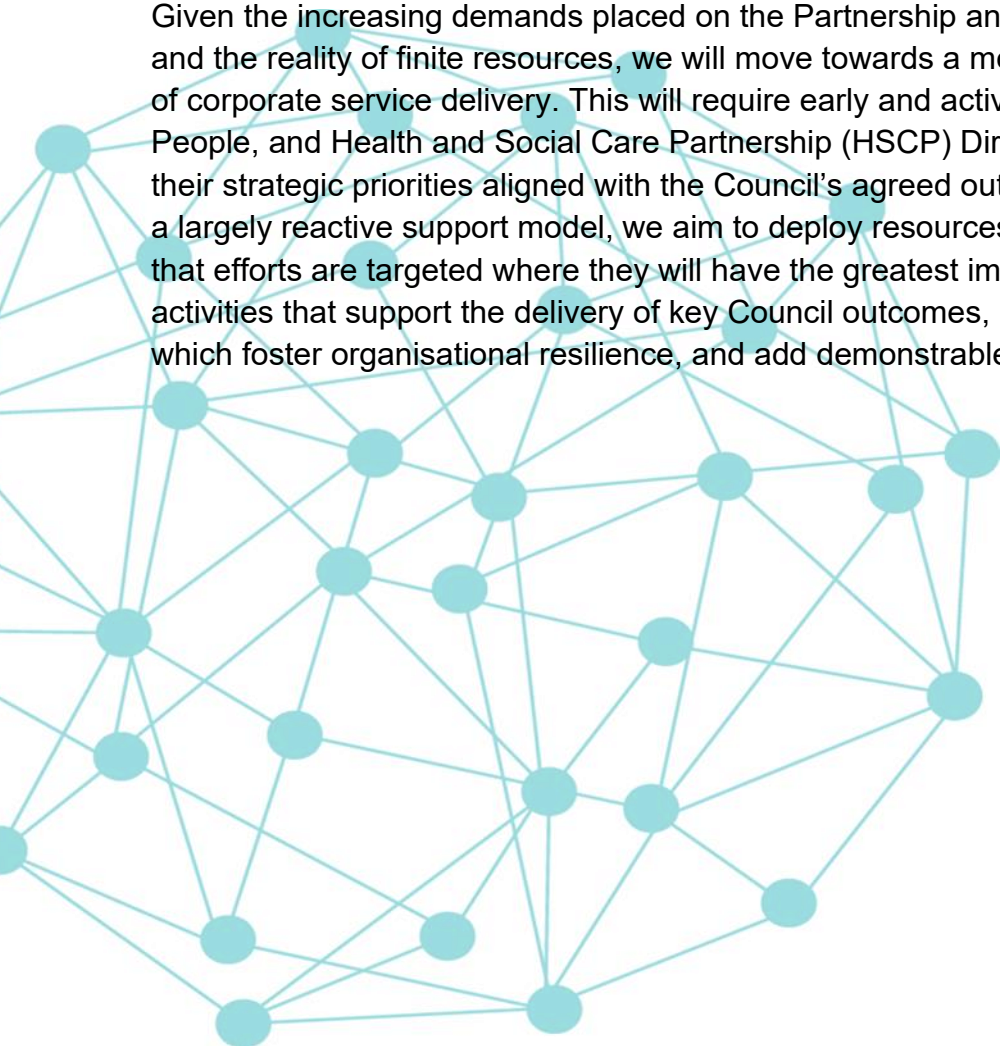 Given the increasing demands placed on the Partnership an
and the reality of finite resources, we will move towards a m
of corporate service delivery. This will require early and activ
People, and Health and Social Care Partnership (HSCP) Dir
their strategic priorities aligned with the Council’s agreed out
a largely reactive support model, we aim to deploy resources
that efforts are targeted where they will have the greatest im
activities that support the delivery of key Council outcomes,
which foster organisational resilience, and add demonstrable